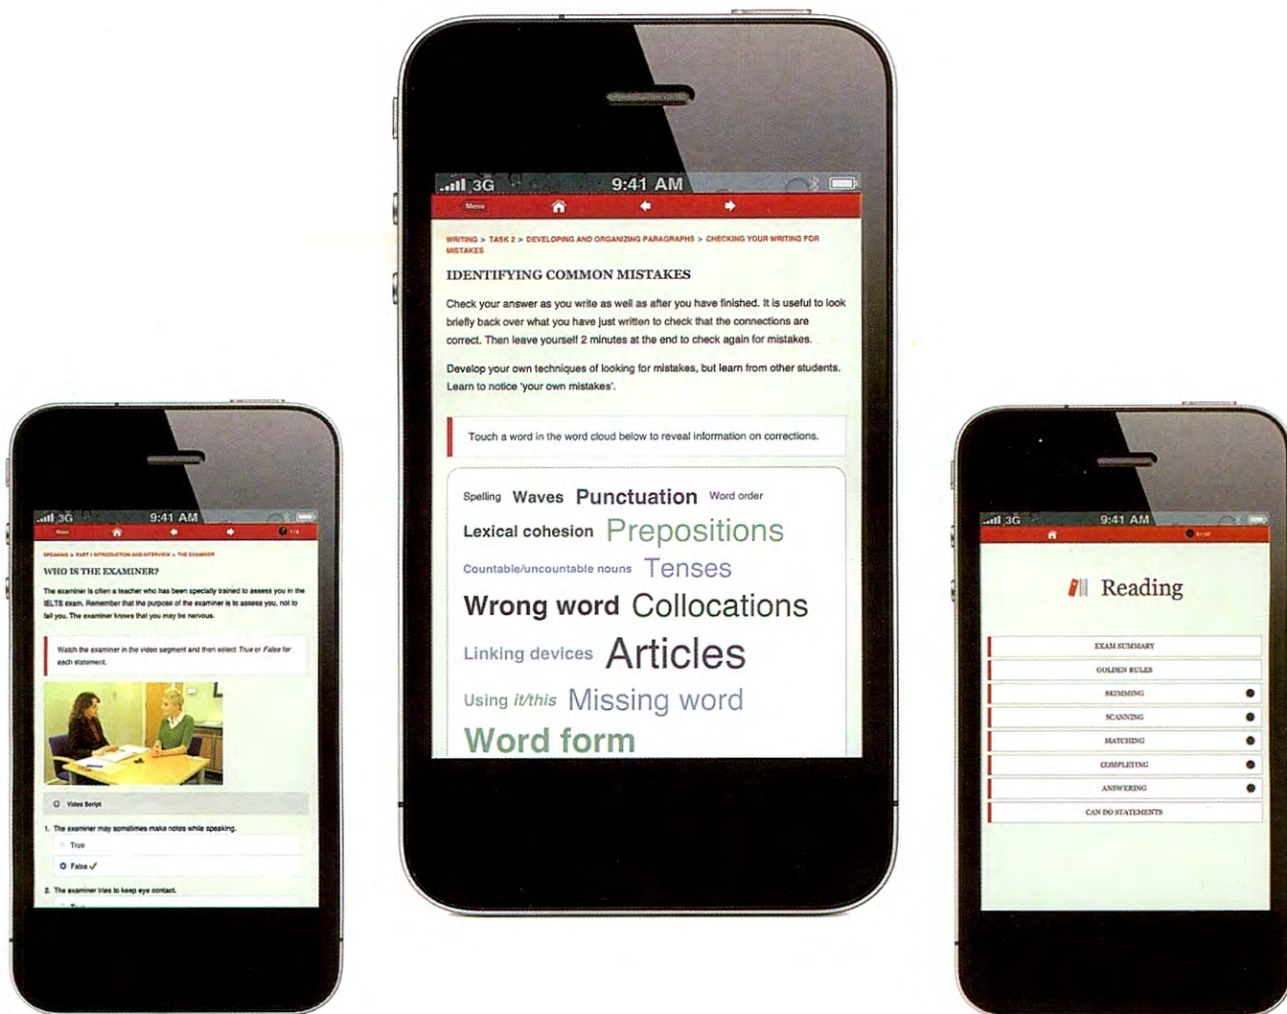 3G 9:41 AM
Menu
SPEAKING > PART 1 INTRODUCTION AND INTERVIEW > THE EXAMINER
WHO IS THE EXAMINER?
The examiner is often a teacher who has been specially trained to assess you in the
IELTS exam. Remember that the purpose of the examiner is to assess you, not to
fail you. The examiner knows that you may be nervous.
Watch the examiner in the video segment and then select True or False for
each statement.
Video Script
1. The examiner may sometimes make notes while speaking.
True
False
2. The examiner tries to keep eye contact.
True
3G 9:41 AM
Menu
WRITING > TASK 2 > DEVELOPING AND ORGANIZING PARAGRAPHS > CHECKING YOUR WRITING FOR
MISTAKES
IDENTIFYING COMMON MISTAKES
Check your answer as you write as well as after you have finished. It is useful to look
briefly back over what you have just written to check that the connections are
correct. Then leave yourself 2 minutes at the end to check again for mistakes.
Develop your own techniques of looking for mistakes, but learn from other students.
Learn to notice 'your own mistakes'.
Touch a word in the word cloud below to reveal information on corrections.
Spelling Waves Punctuation Word order
Lexical cohesion Prepositions
Countable/uncountable nouns Tenses
Wrong word Collocations
Linking devices Articles
Using it/this Missing word
Word form
3G 9:41 AM
Reading
EXAM SUMMARY
GOLDEN RULES
SKIMMING
SCANNING
MATCHING
COMPLETING
ANSWERING
CAN DO STATEMENTS